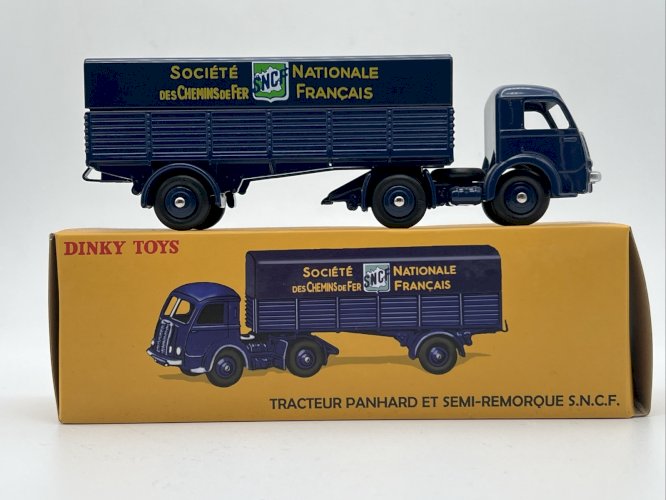 SOCIÉTÉ SNCF NATIONALE
DES CHEMINS DE FER FRANÇAIS
DINKY TOYS
SOCIÉTÉ SNCF NATIONALE
DES CHEMINS DE FER FRANÇAIS
TRACTEUR PANHARD ET SEMI-REMORQUE S.N.C.F.